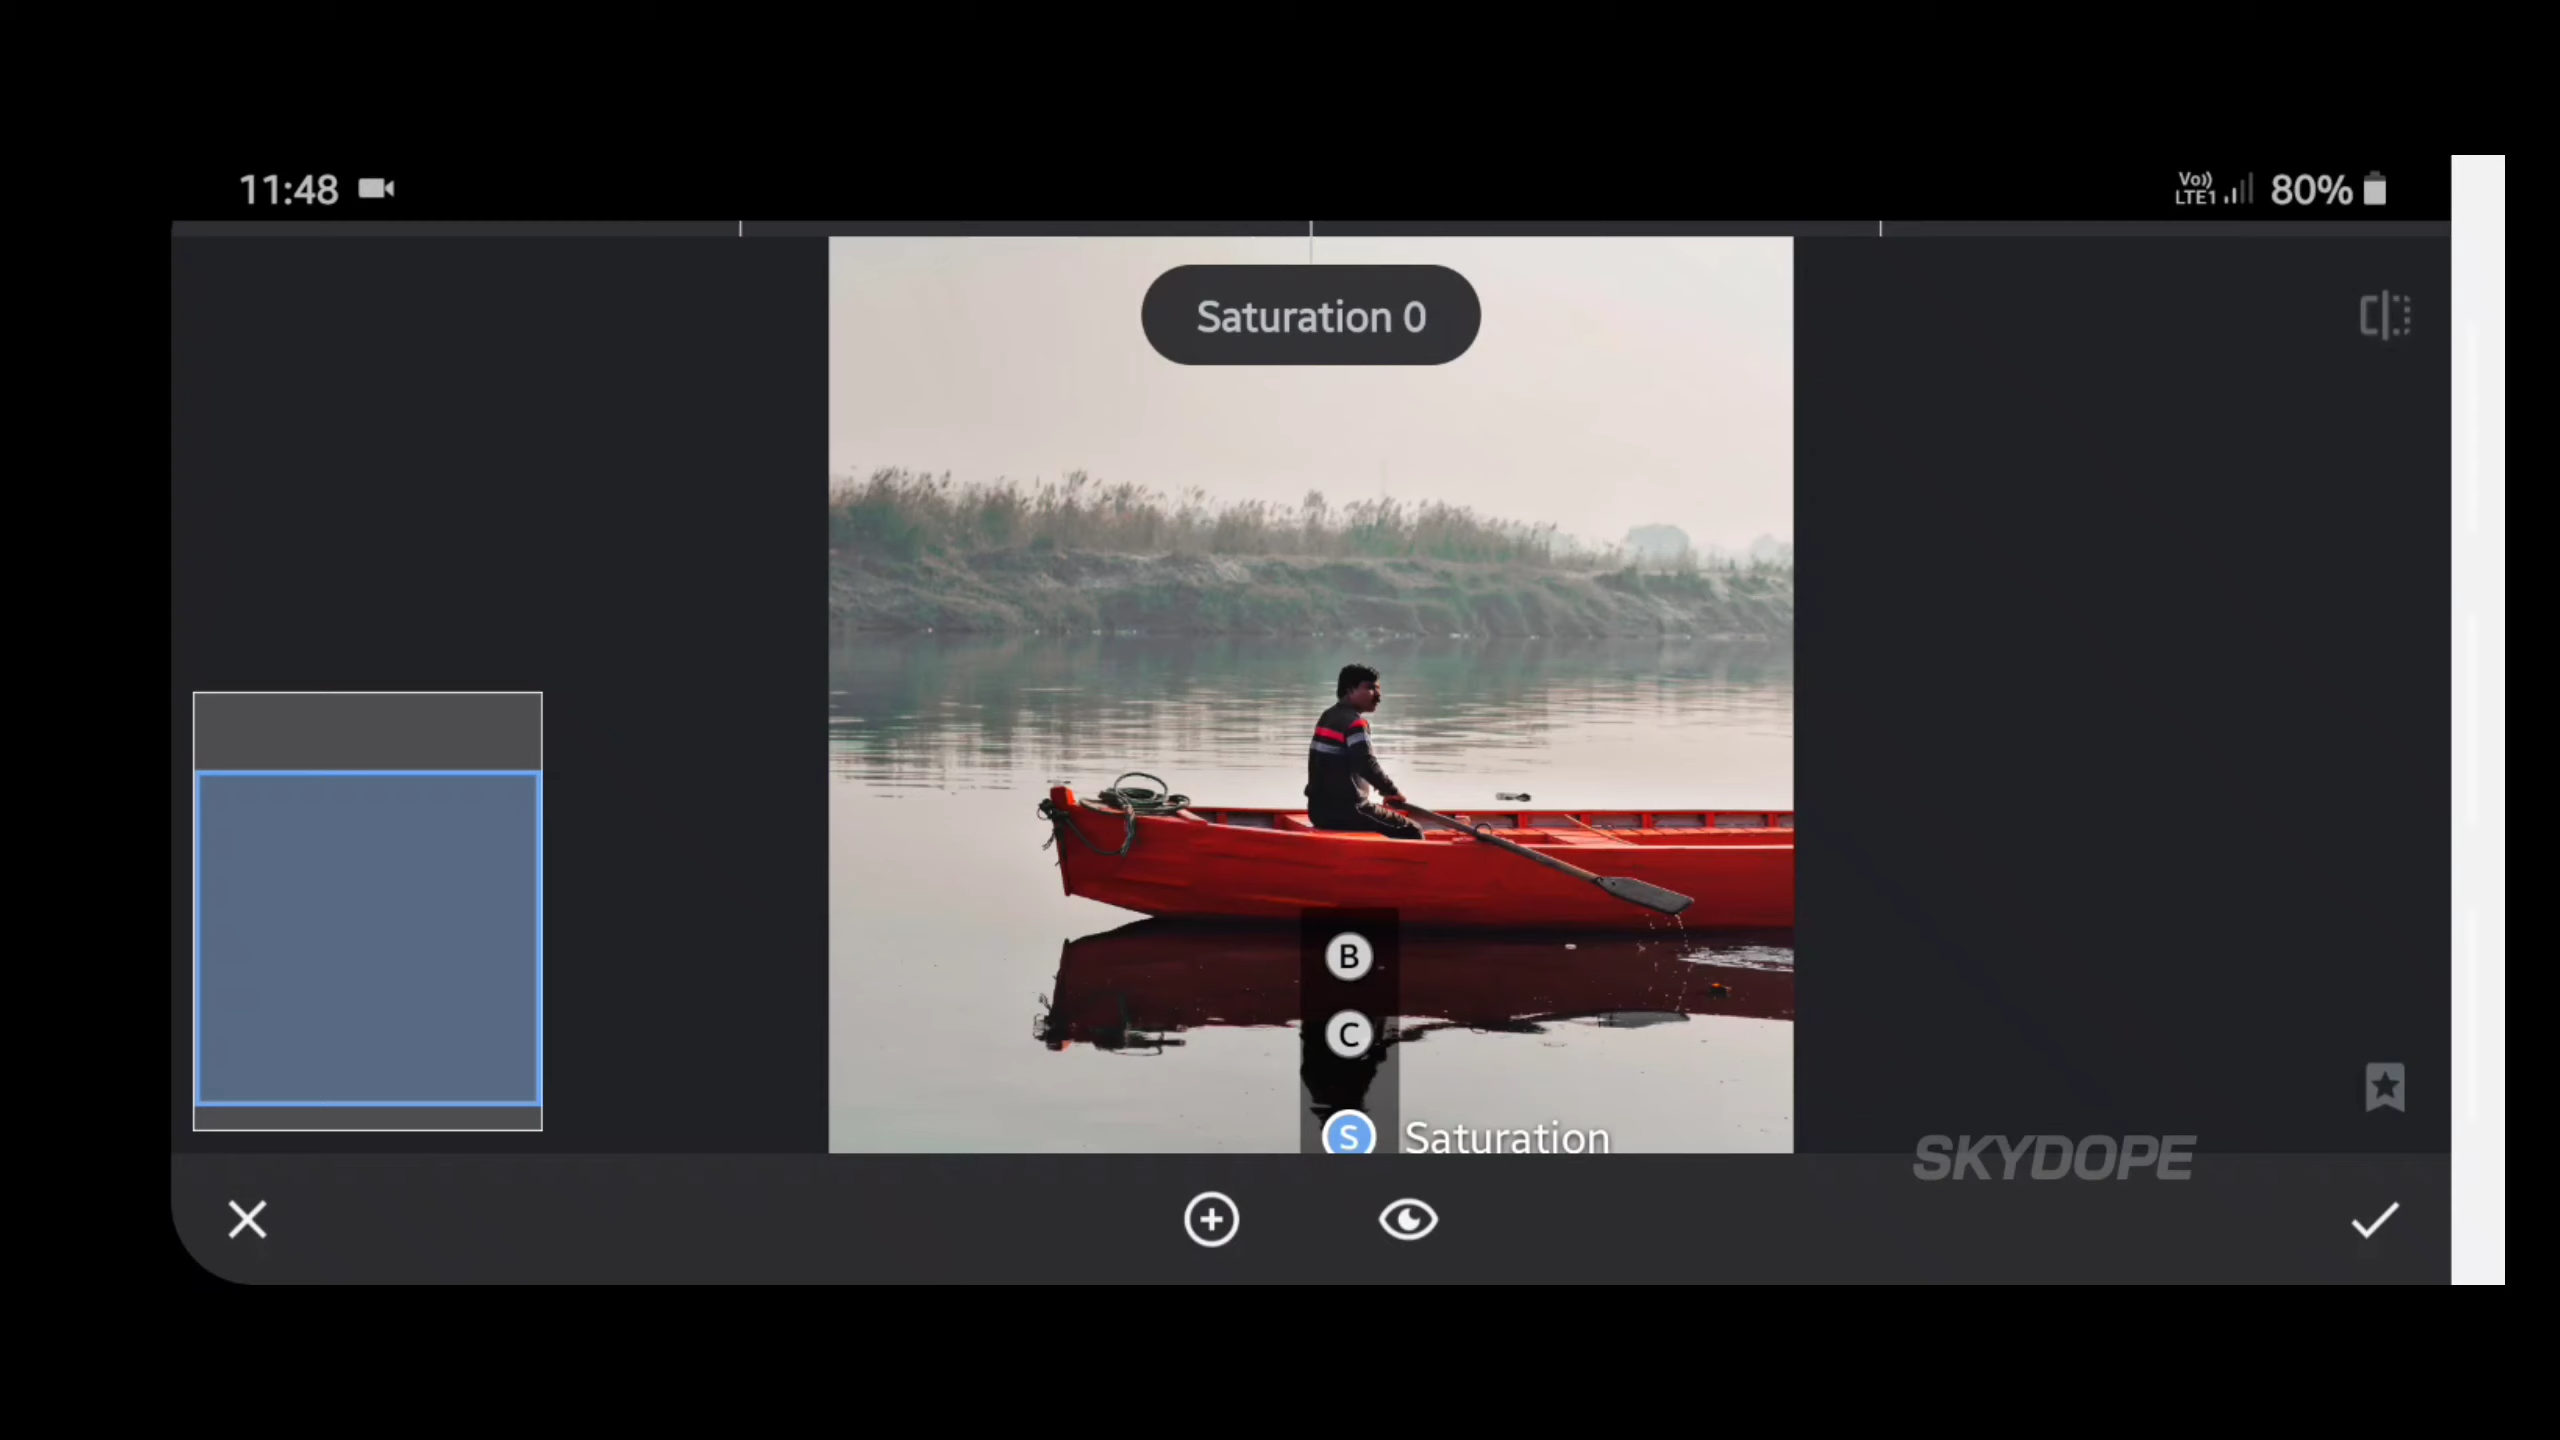 11:48
Vo)) LTE1 80%
Saturation 0
B
C
S Saturation
SKYDOPE